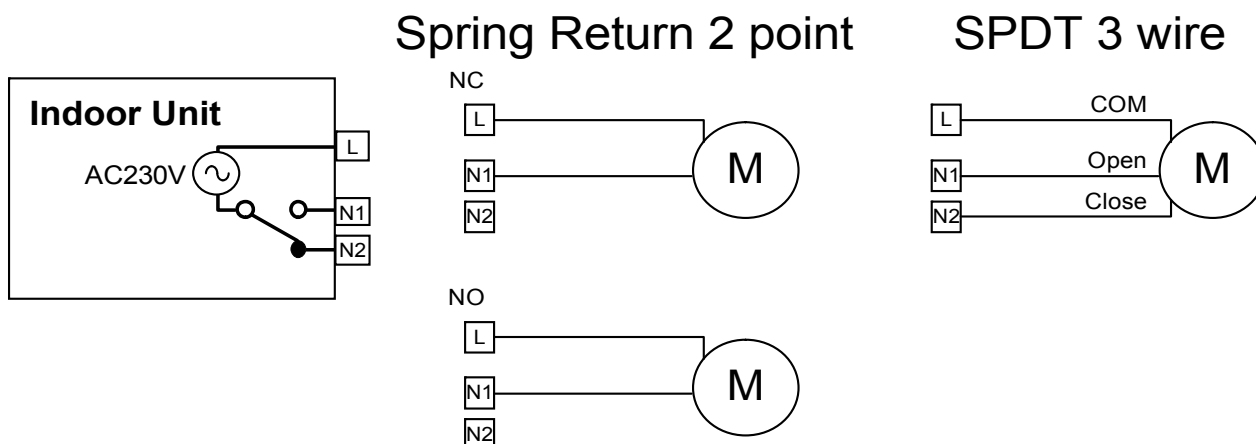 Spring Return 2 point
SPDT 3 wire
Indoor Unit
AC230V
L
N1
N2
NC
L
N1
N2
M
NO
L
N1
N2
M
L
N1
N2
COM
Open
Close
M